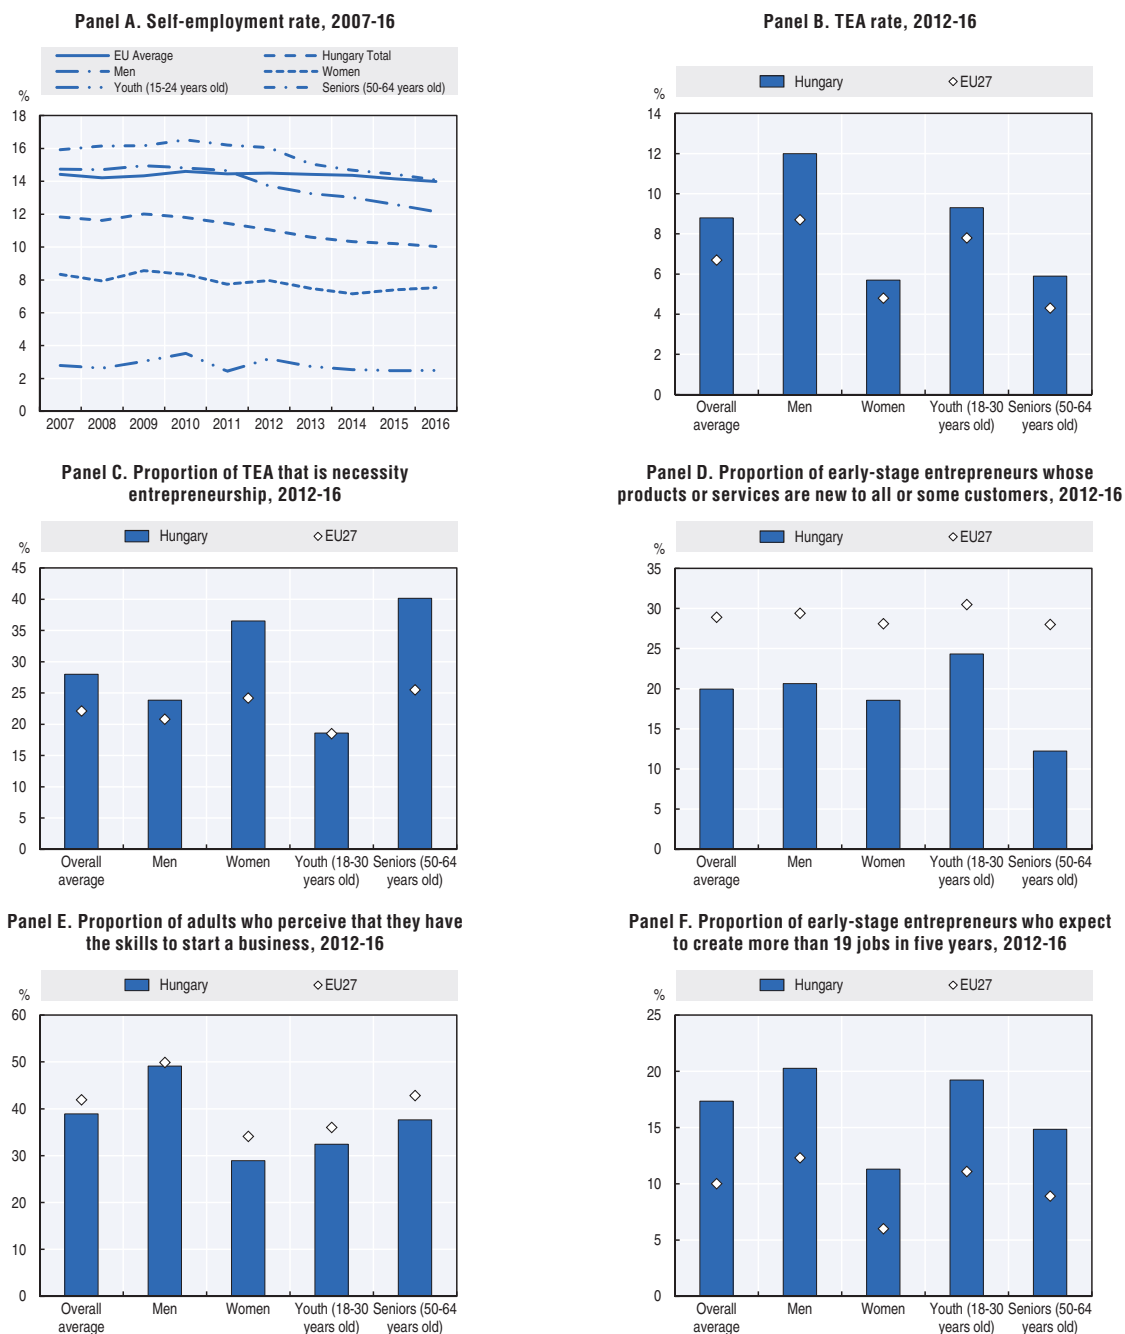 Panel A. Self-employment rate, 2007-16
EU Average
Hungary Total
Men
Women
Youth (15-24 years old)
Seniors (50-64 years old)
%
18
16
14
12
10
8
6
4
2
0
2007 2008 2009 2010 2011 2012 2013 2014 2015 2016
Panel B. TEA rate, 2012-16
Hungary
EU27
%
14
12
10
8
6
4
2
0
Overall average
Men
Women
Youth (18-30 years old)
Seniors (50-64 years old)
Panel C. Proportion of TEA that is necessity
entrepreneurship, 2012-16
Hungary
EU27
%
45
40
35
30
25
20
15
10
5
0
Overall average
Men
Women
Youth (18-30 years old)
Seniors (50-64 years old)
Panel D. Proportion of early-stage entrepreneurs whose
products or services are new to all or some customers, 2012-16
Hungary
EU27
%
35
30
25
20
15
10
5
0
Overall average
Men
Women
Youth (18-30 years old)
Seniors (50-64 years old)
Panel E. Proportion of adults who perceive that they have
the skills to start a business, 2012-16
Hungary
EU27
%
60
50
40
30
20
10
0
Overall average
Men
Women
Youth (18-30 years old)
Seniors (50-64 years old)
Panel F. Proportion of early-stage entrepreneurs who expect
to create more than 19 jobs in five years, 2012-16
Hungary
EU27
%
25
20
15
10
5
0
Overall average
Men
Women
Youth (18-30 years old)
Seniors (50-64 years old)